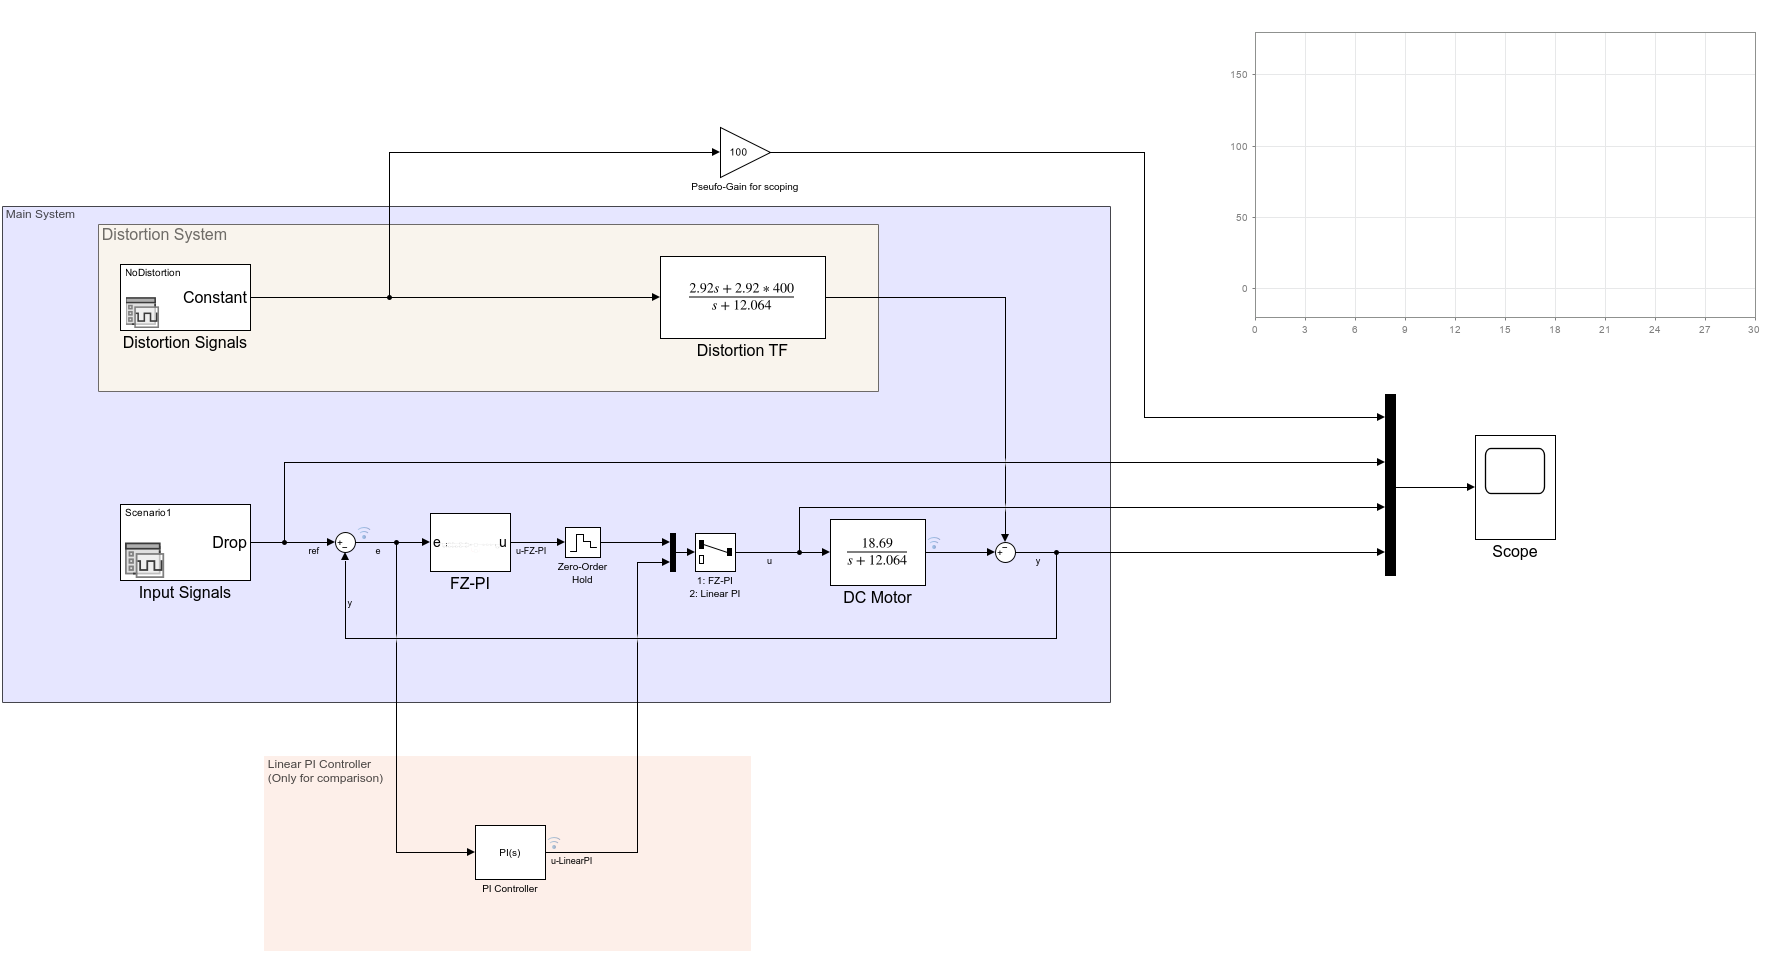 150
100
50
0
0 3 6 9 12 15 18 21 24 27 30
100
Pseufo-Gain for scoping
Main System
Distortion System
NoDistortion
Constant
Distortion Signals
2.92s + 2.92 * 400
s + 12.064
Distortion TF
Scenario1
Drop
Input Signals
ref
+
−
e
y
e
u
FZ-PI
u-FZ-PI
Zero-Order
Hold
1: FZ-PI
2: Linear PI
u
18.69
s + 12.064
DC Motor
−
+
y
Scope
Linear PI Controller
(Only for comparison)
PI(s)
PI Controller
u-LinearPI